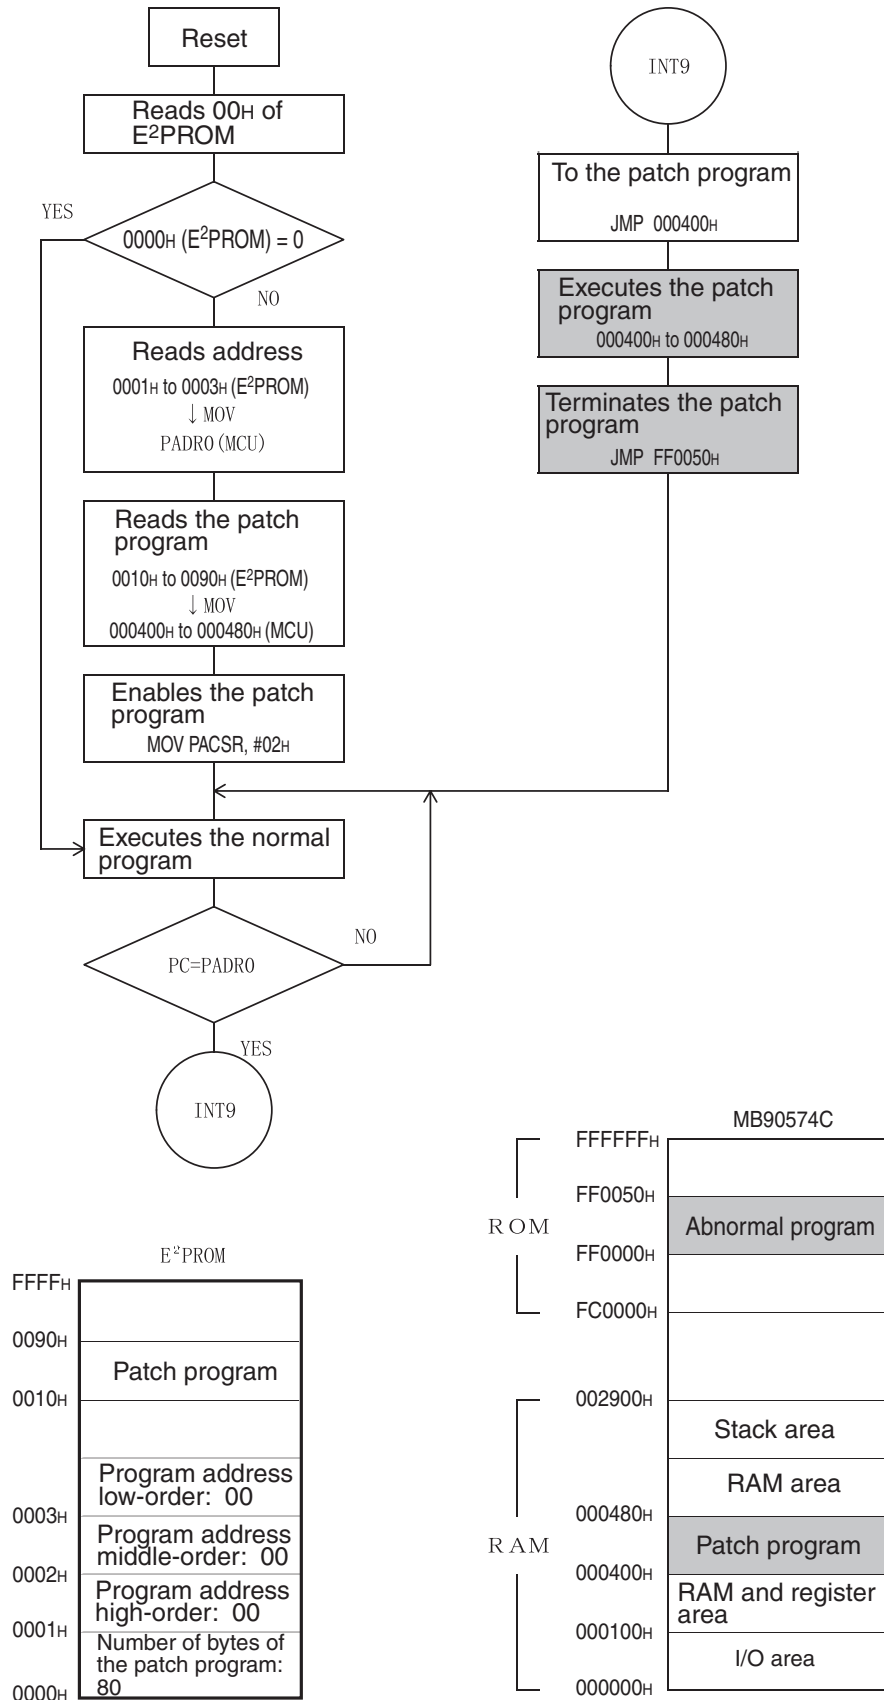 Reset
Reads 00H of
E²PROM
YES
0000H (E²PROM) = 0
NO
Reads address
0001H to 0003H (E²PROM)
↓ MOV
PADR0 (MCU)
Reads the patch
program
0010H to 0090H (E²PROM)
↓ MOV
000400H to 000480H (MCU)
Enables the patch
program
MOV PACSR, #02H
Executes the normal
program
PC=PADR0
NO
YES
INT9
INT9
To the patch program
JMP 000400H
Executes the patch
program
000400H to 000480H
Terminates the patch
program
JMP FF0050H
E²PROM
FFFFH
0090H
Patch program
0010H
Program address
low-order: 00
0003H
Program address
middle-order: 00
0002H
Program address
high-order: 00
0001H
Number of bytes of
the patch program:
80
0000H
MB90574C
FFFFFFH
FF0050H
ROM
Abnormal program
FF0000H
FC0000H
002900H
Stack area
RAM area
000480H
RAM
Patch program
000400H
RAM and register
area
000100H
I/O area
000000H